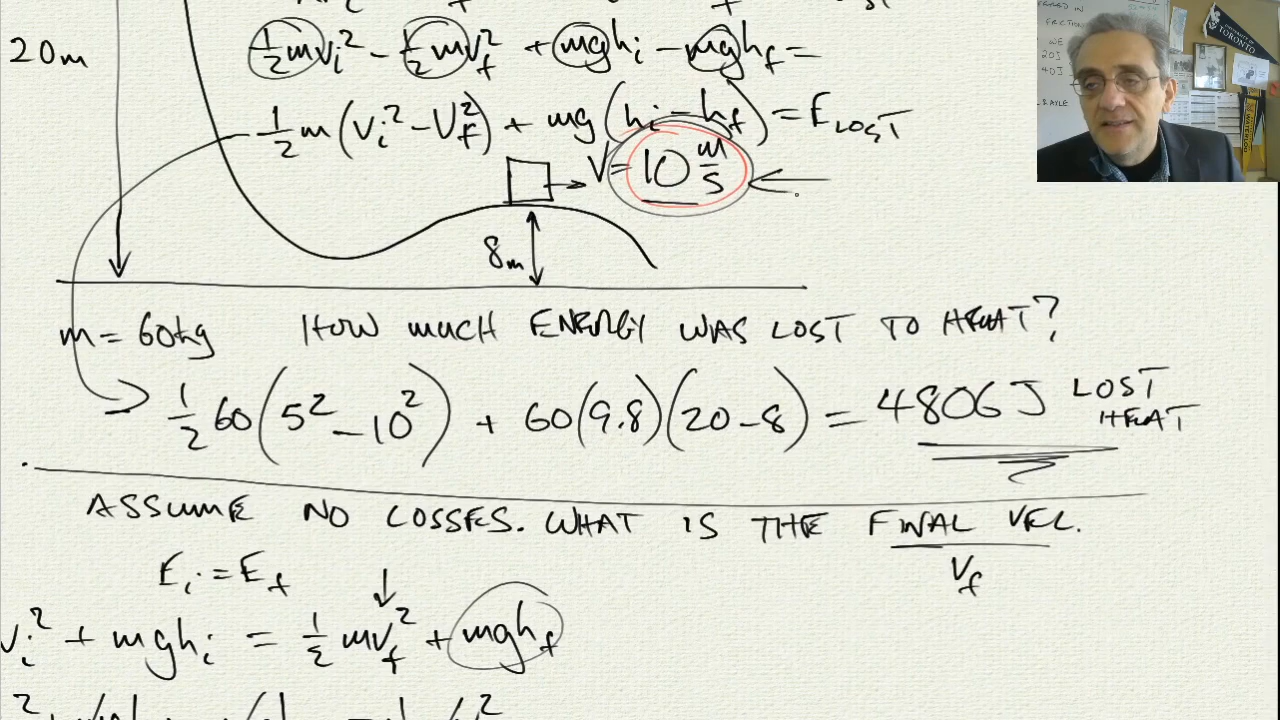 20m
½mvi² - ½mvf² + mghi - mghf =
½m(vi² - Vf²) + mg(hi - hf) = ELOST
V = 10 m/s
8m
m = 60kg HOW MUCH ENERGY WAS LOST TO HEAT?
½60(5² - 10²) + 60(9.8)(20 - 8) = 4806J LOST HEAT
ASSUME NO LOSSES. WHAT IS THE FINAL VEL.
Vf
Ei = Ef
vi² + mghi = ½mvf² + mghf
TORONTO